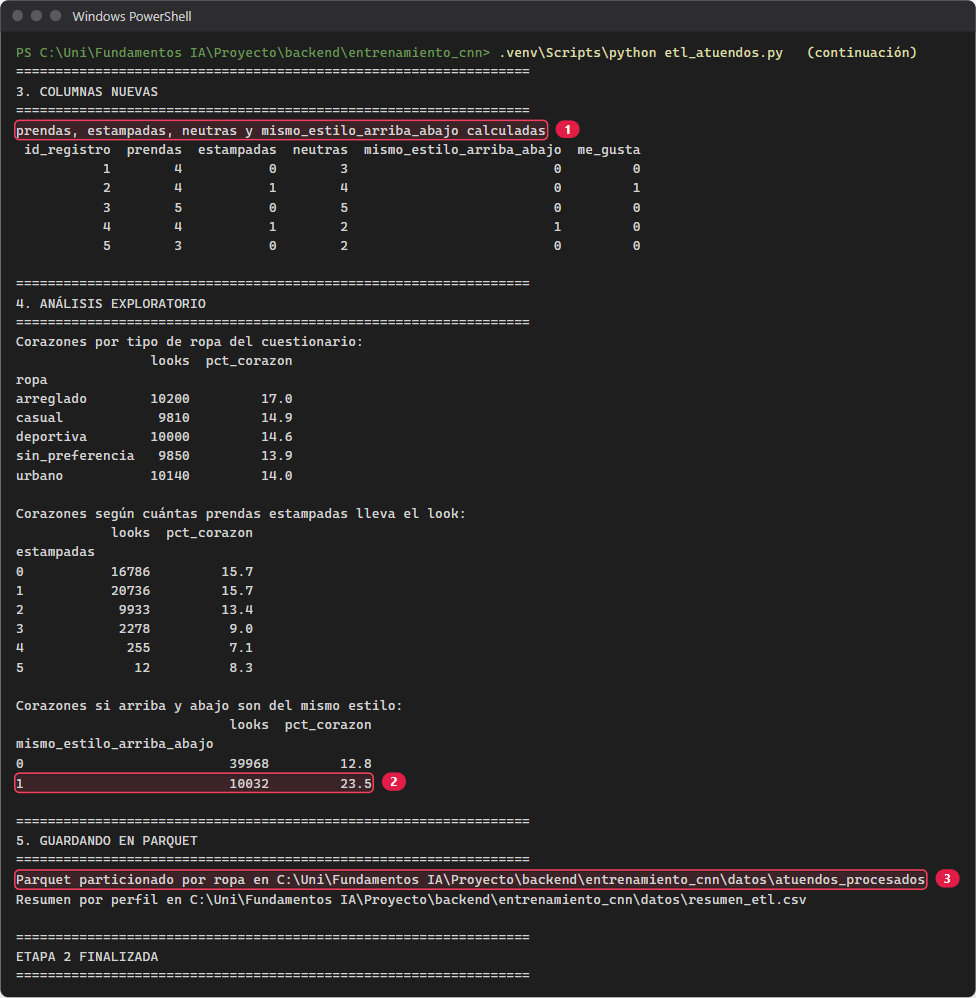 Windows PowerShell
PS C:\Uni\Fundamentos IA\Proyecto\backend\entrenamiento_cnn> .venv\Scripts\python etl_atuendos.py   (continuación)
=================================================================
3. COLUMNAS NUEVAS
=================================================================
prendas, estampadas, neutras y mismo_estilo_arriba_abajo calculadas 1
 id_registro  prendas  estampadas  neutras  mismo_estilo_arriba_abajo  me_gusta
           1        4           0        3                          0         0
           2        4           1        4                          0         1
           3        5           0        5                          0         0
           4        4           1        2                          1         0
           5        3           0        2                          0         0
=================================================================
4. ANÁLISIS EXPLORATORIO
=================================================================
Corazones por tipo de ropa del cuestionario:
                 looks  pct_corazon
ropa
arreglado        10200         17.0
casual            9810         14.9
deportiva        10000         14.6
sin_preferencia   9850         13.9
urbano           10140         14.0
Corazones según cuántas prendas estampadas lleva el look:
            looks  pct_corazon
estampadas
0           16786         15.7
1           20736         15.7
2            9933         13.4
3            2278          9.0
4             255          7.1
5              12          8.3
Corazones si arriba y abajo son del mismo estilo:
                           looks  pct_corazon
mismo_estilo_arriba_abajo
0                          39968         12.8
1                          10032         23.5 2
=================================================================
5. GUARDANDO EN PARQUET
=================================================================
Parquet particionado por ropa en C:\Uni\Fundamentos IA\Proyecto\backend\entrenamiento_cnn\datos\atuendos_procesados 3
Resumen por perfil en C:\Uni\Fundamentos IA\Proyecto\backend\entrenamiento_cnn\datos\resumen_etl.csv
=================================================================
ETAPA 2 FINALIZADA
=================================================================